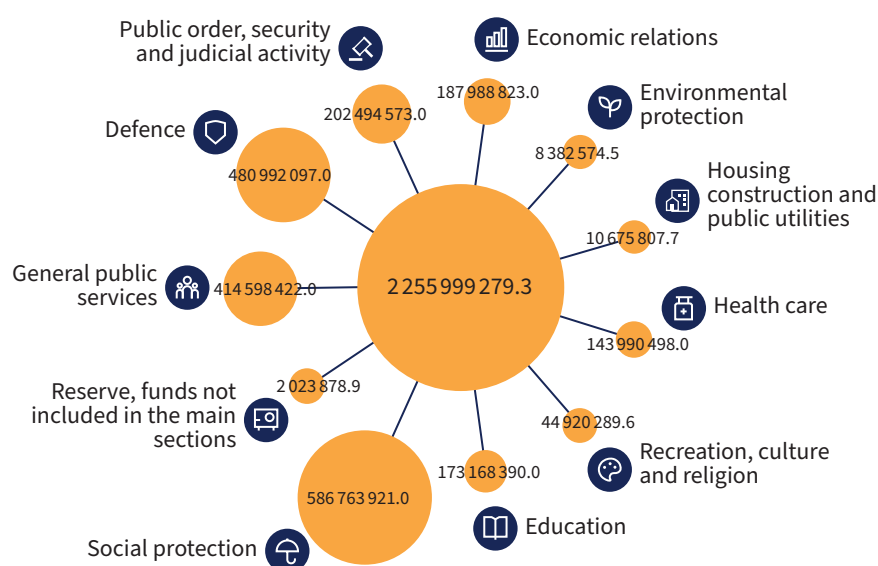 Public order, security
and judicial activity
202 494 573.0
Economic relations
187 988 823.0
Environmental
protection
8 382 574.5
Defence
480 992 097.0
Housing
construction and
public utilities
10 675 807.7
General public
services
414 598 422.0
2 255 999 279.3
Health care
143 990 498.0
Reserve, funds not
included in the main
sections
2 023 878.9
Recreation, culture
and religion
44 920 289.6
Social protection
586 763 921.0
Education
173 168 390.0